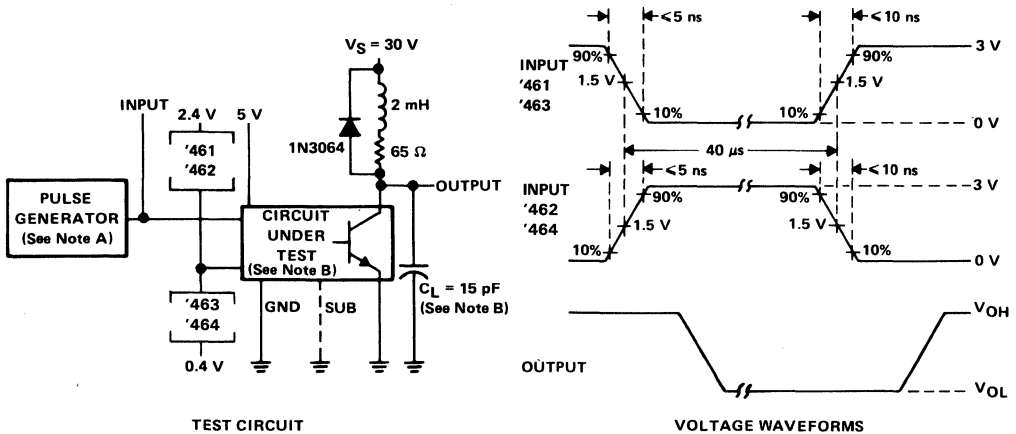 VS = 30 V
INPUT
2.4 V
5 V
2 mH
'461
'462
1N3064
65 Ω
OUTPUT
PULSE
GENERATOR
(See Note A)
CIRCUIT
UNDER
TEST
(See Note B)
'463
'464
GND
SUB
CL = 15 pF
(See Note B)
0.4 V
TEST CIRCUIT
≤5 ns
≤10 ns
INPUT
'461
'463
90%
1.5 V
10%
10%
90%
1.5 V
3 V
0 V
40 µs
≤5 ns
≤10 ns
INPUT
'462
'464
90%
1.5 V
10%
90%
1.5 V
10%
3 V
0 V
OUTPUT
VOH
VOL
VOLTAGE WAVEFORMS